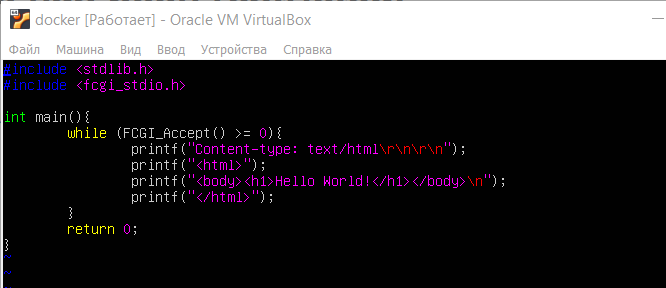 docker [Работает] - Oracle VM VirtualBox
Файл Машина Вид Ввод Устройства Справка
#include <stdlib.h>
#include <fcgi_stdio.h>

int main(){
        while (FCGI_Accept() >= 0){
                printf("Content-type: text/html\r\n\r\n");
                printf("<html>");
                printf("<body><h1>Hello World!</h1></body>\n");
                printf("</html>");
        }
        return 0;
}
~
~